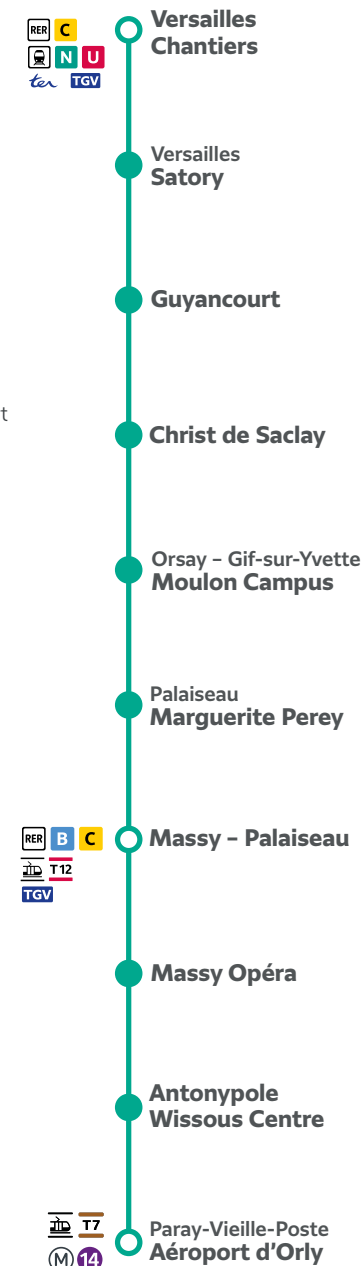 RER C
Versailles
Chantiers
N U
ter TGV
Versailles
Satory
Guyancourt
t
Christ de Saclay
Orsay – Gif-sur-Yvette
Moulon Campus
Palaiseau
Marguerite Perey
RER B C
Massy – Palaiseau
T12
TGV
Massy Opéra
Antonypole
Wissous Centre
T7
Paray-Vieille-Poste
M 14
Aéroport d'Orly